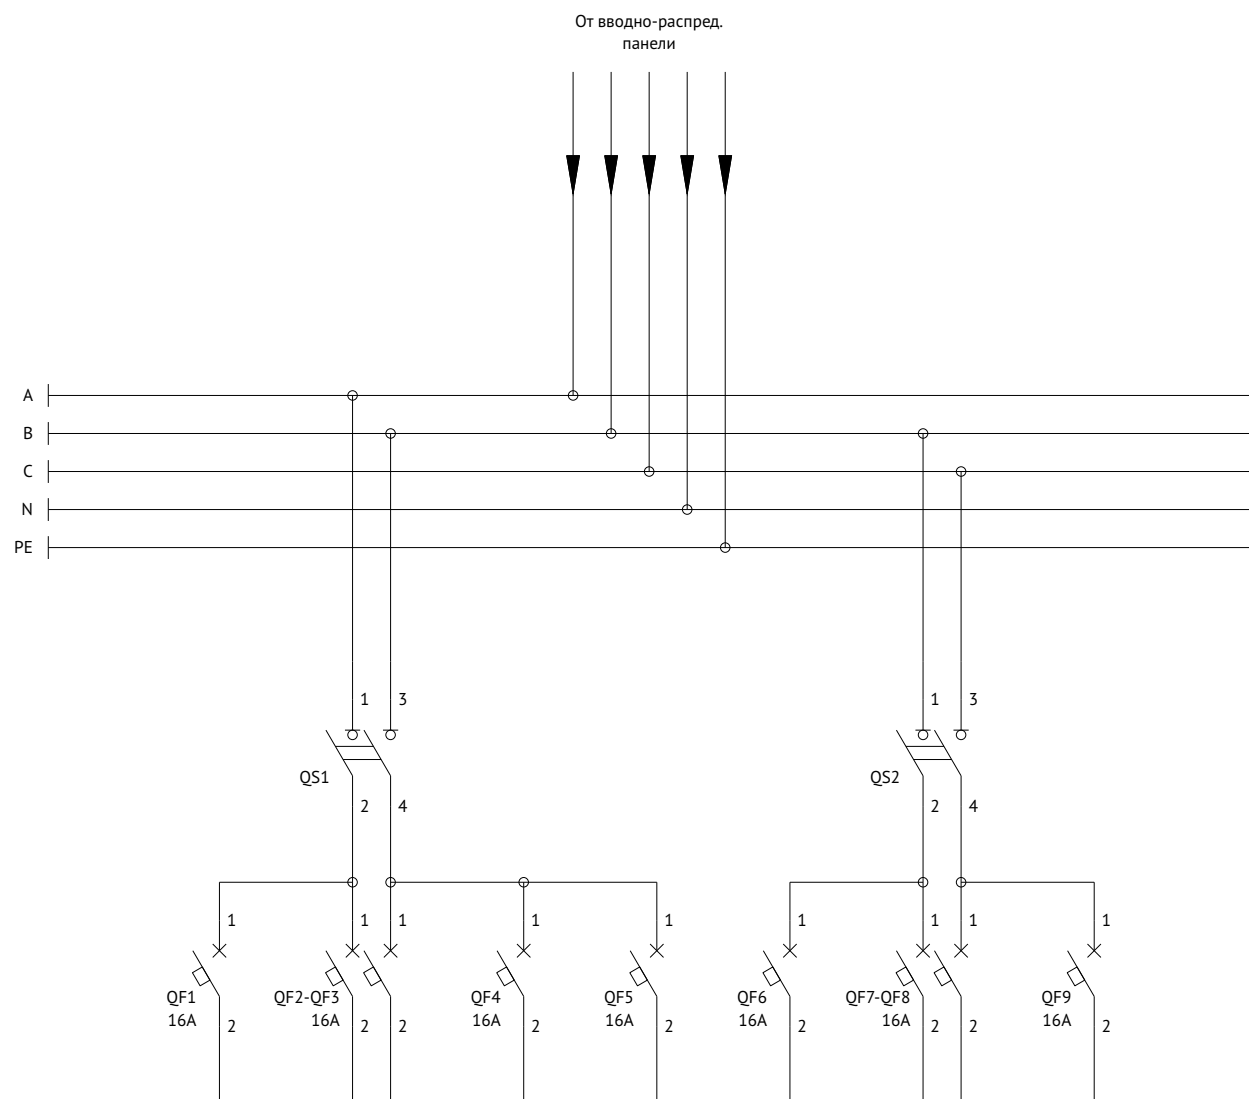 От вводно-распред.
панели
A
B
C
N
PE
1 3 1 3
QS1 QS2
2 4 2 4
1 1 1 1 1 1 1 1 1
QF1 QF2-QF3 QF4 QF5 QF6 QF7-QF8 QF9
16A 16A 16A 16A 16A 16A 16A
2 2 2 2 2 2 2 2 2